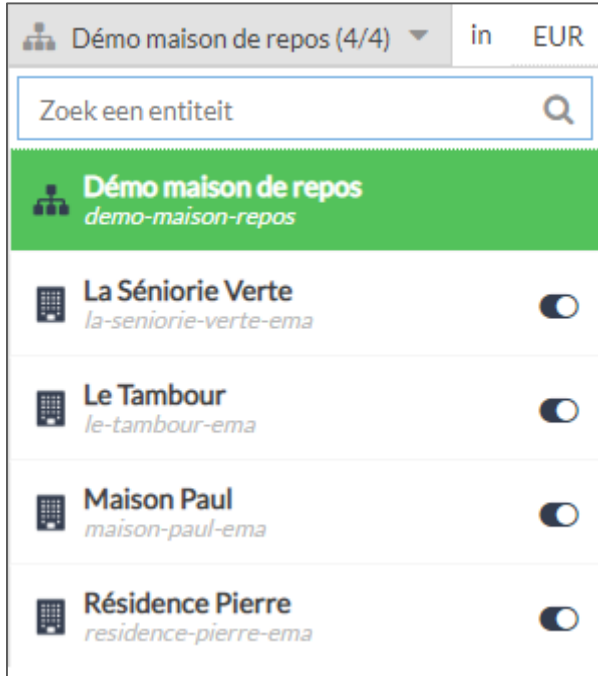 Démo maison de repos (4/4) in EUR
Zoek een entiteit
Démo maison de repos
demo-maison-repos
La Séniorie Verte
la-seniorie-verte-ema
Le Tambour
le-tambour-ema
Maison Paul
maison-paul-ema
Résidence Pierre
residence-pierre-ema